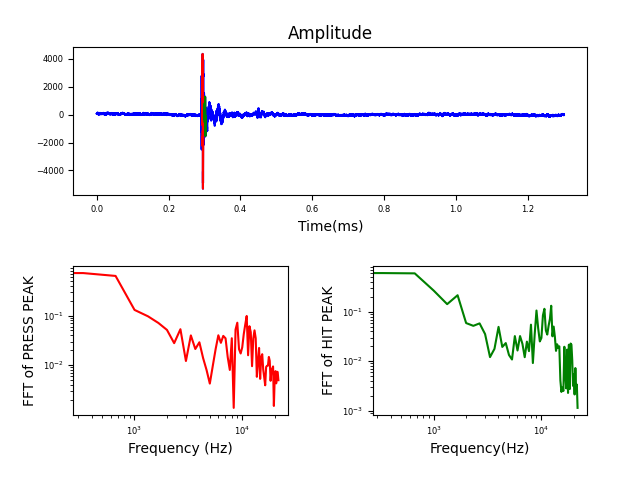 Amplitude
4000
2000
0
−2000
−4000
0.0 0.2 0.4 0.6 0.8 1.0 1.2
Time(ms)
FFT of PRESS PEAK
10⁻¹
10⁻²
10³ 10⁴
Frequency (Hz)
FFT of HIT PEAK
10⁻¹
10⁻²
10⁻³
10³ 10⁴
Frequency(Hz)